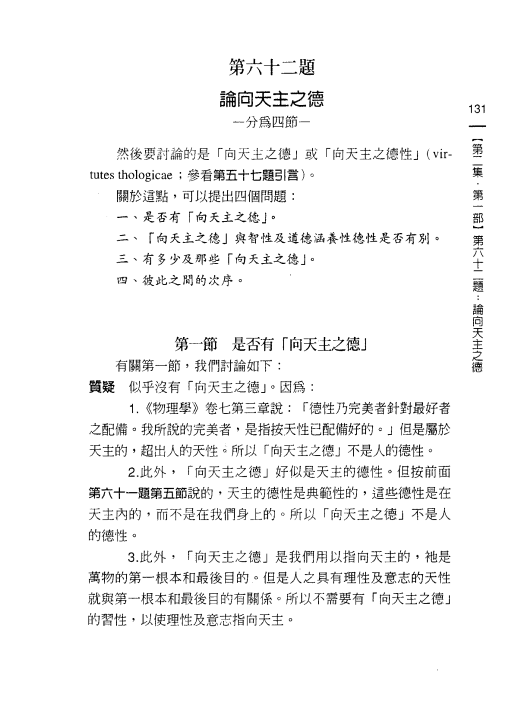 第六十二題
論向天主之德
—分爲四節—
然後要討論的是「向天主之德」或「向天主之德性」(vir-
tutes thologicae；參看第五十七題引言)。
關於這點，可以提出四個問題：
一、是否有「向天主之德」。
二、「向天主之德」與智性及道德涵養性德性是否有別。
三、有多少及那些「向天主之德」。
四、彼此之間的次序。
第一節　是否有「向天主之德」
有關第一節，我們討論如下：
質疑　似乎沒有「向天主之德」。因爲：
1.《物理學》卷七第三章說：「德性乃完美者針對最好者
之配備。我所說的完美者，是指按天性已配備好的。」但是屬於
天主的，超出人的天性。所以「向天主之德」不是人的德性。
2.此外，「向天主之德」好似是天主的德性。但按前面
第六十一題第五節說的，天主的德性是典範性的，這些德性是在
天主內的，而不是在我們身上的。所以「向天主之德」不是人
的德性。
3.此外，「向天主之德」是我們用以指向天主的，祂是
萬物的第一根本和最後目的。但是人之具有理性及意志的天性
就與第一根本和最後目的有關係。所以不需要有「向天主之德」
的習性，以使理性及意志指向天主。
131
【第二集．第一部】第六十二題：論向天主之德